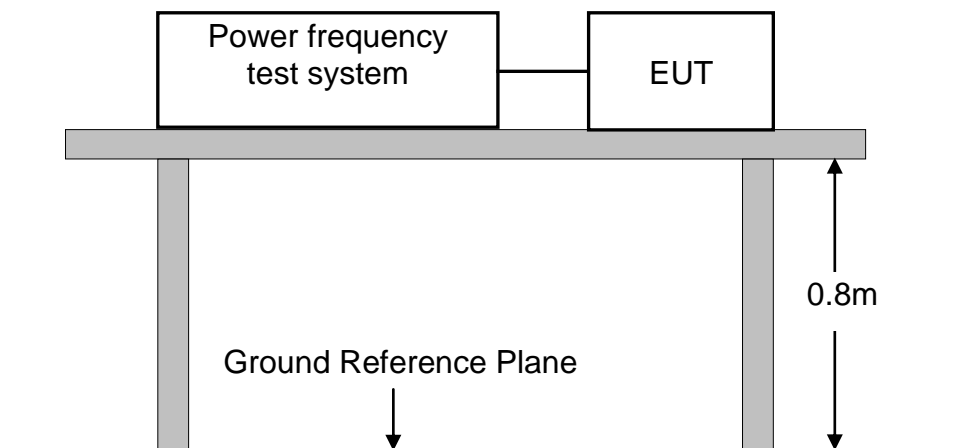 Power frequency
test system
EUT
0.8m
Ground Reference Plane